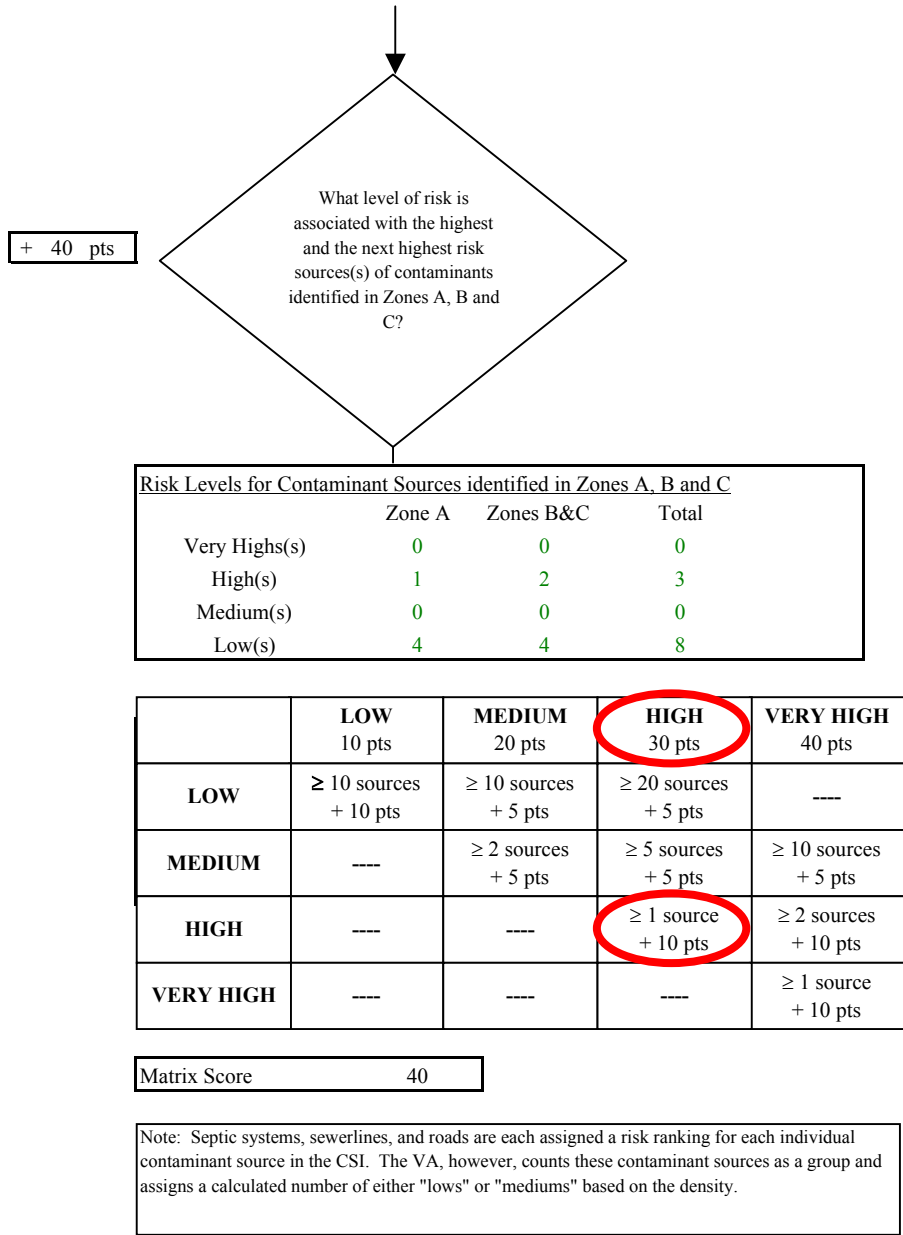 What level of risk is
associated with the highest
and the next highest risk
sources(s) of contaminants
identified in Zones A, B and
C?
+ 40 pts
Risk Levels for Contaminant Sources identified in Zones A, B and C
Zone A Zones B&C Total
Very Highs(s) 0 0 0
High(s) 1 2 3
Medium(s) 0 0 0
Low(s) 4 4 8
LOW MEDIUM HIGH VERY HIGH
10 pts 20 pts 30 pts 40 pts
LOW ≥ 10 sources ≥ 10 sources ≥ 20 sources ----
+ 10 pts + 5 pts + 5 pts
MEDIUM ---- ≥ 2 sources ≥ 5 sources ≥ 10 sources
+ 5 pts + 5 pts + 5 pts
HIGH ---- ---- ≥ 1 source ≥ 2 sources
+ 10 pts + 10 pts
VERY HIGH ---- ---- ---- ≥ 1 source
+ 10 pts
Matrix Score 40
Note: Septic systems, sewerlines, and roads are each assigned a risk ranking for each individual
contaminant source in the CSI. The VA, however, counts these contaminant sources as a group and
assigns a calculated number of either "lows" or "mediums" based on the density.